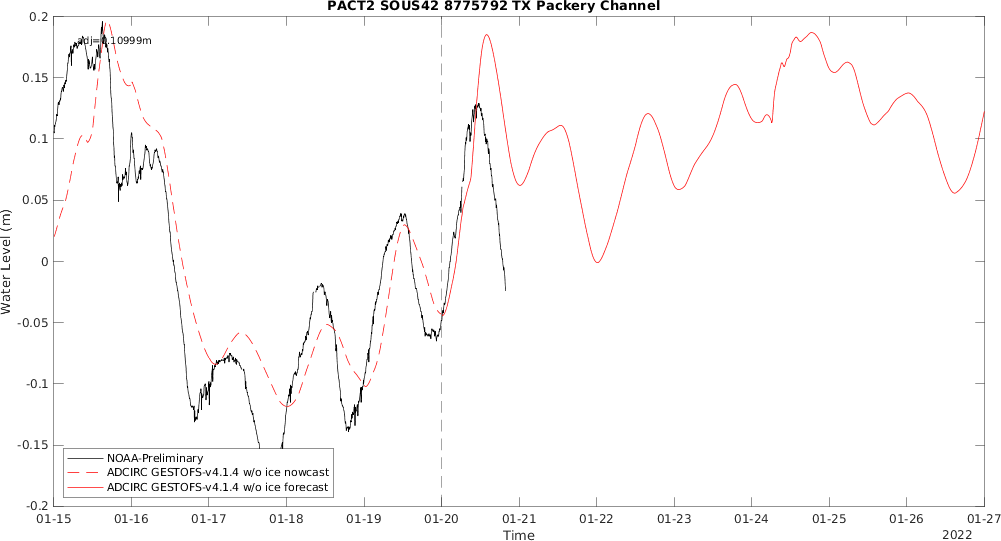 PACT2 SOUS42 8775792 TX Packery Channel
adj=0.10999m
0.2
0.15
0.1
0.05
0
-0.05
-0.1
-0.15
-0.2
Water Level (m)
NOAA-Preliminary
ADCIRC GESTOFS-v4.1.4 w/o ice nowcast
ADCIRC GESTOFS-v4.1.4 w/o ice forecast
01-15 01-16 01-17 01-18 01-19 01-20 01-21 01-22 01-23 01-24 01-25 01-26 01-27
Time
2022